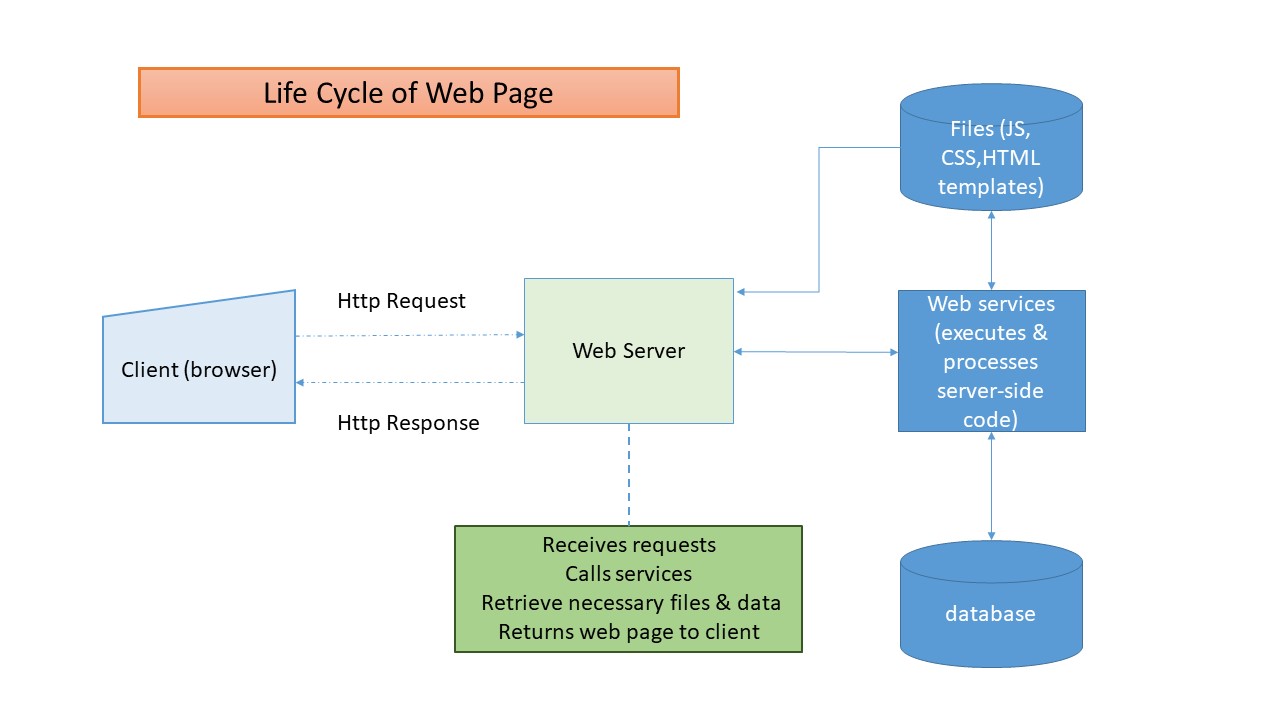 Life Cycle of Web Page
Files (JS,
CSS,HTML
templates)
Http Request
Client (browser)
Http Response
Web Server
Web services
(executes &
processes
server-side
code)
Receives requests
Calls services
Retrieve necessary files & data
Returns web page to client
database